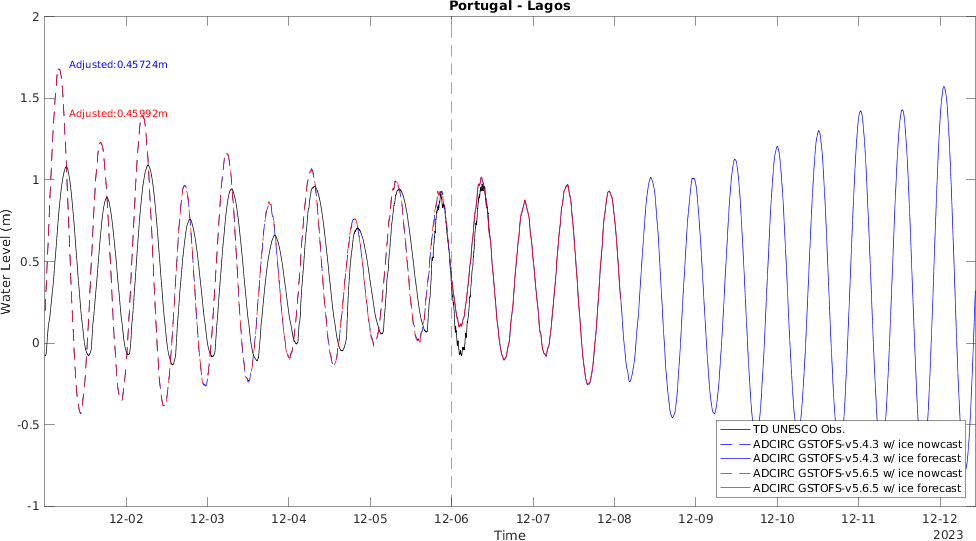 Portugal - Lagos
Adjusted:0.45724m
Adjusted:0.45992m
Water Level (m)
2
1.5
1
0.5
0
-0.5
-1
TD UNESCO Obs.
ADCIRC GSTOFS-v5.4.3 w/ ice nowcast
ADCIRC GSTOFS-v5.4.3 w/ ice forecast
ADCIRC GSTOFS-v5.6.5 w/ ice nowcast
ADCIRC GSTOFS-v5.6.5 w/ ice forecast
12-02 12-03 12-04 12-05 12-06 12-07 12-08 12-09 12-10 12-11 12-12
Time
2023